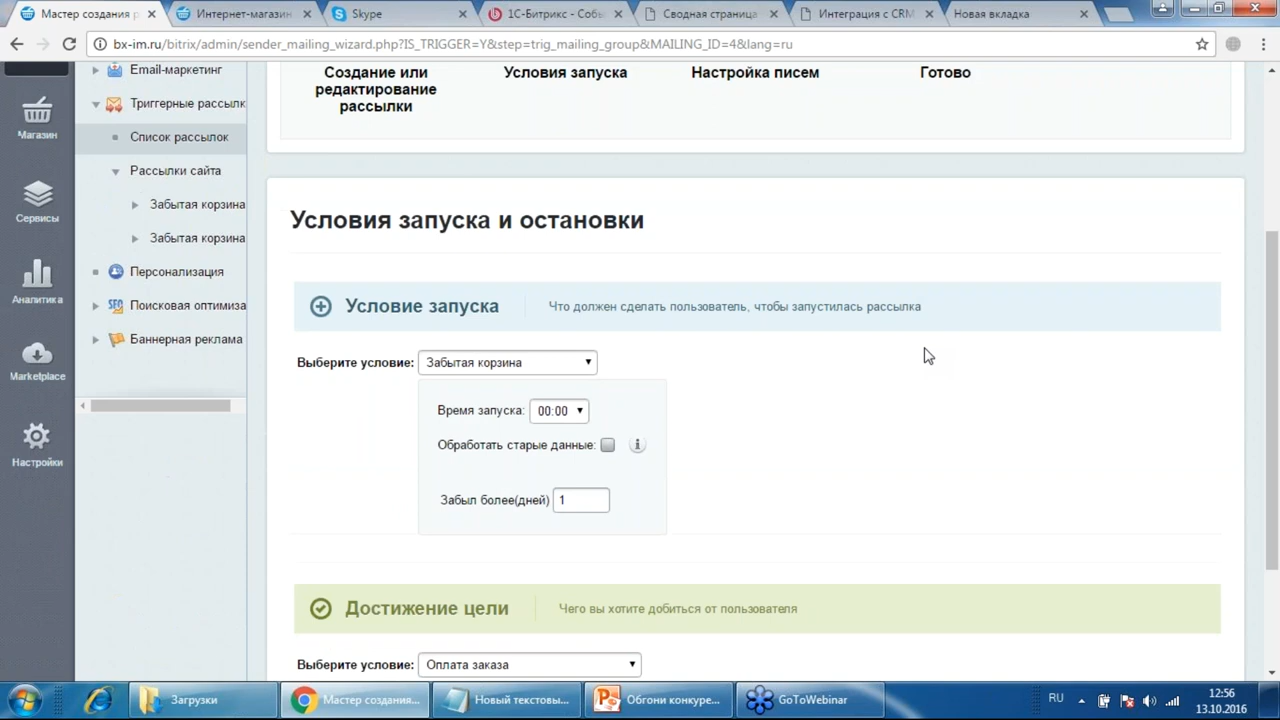 Мастер создания р
Интернет-магазин
Skype
1С-Битрикс - Собы
Сводная страница
Интеграция с CRM
Новая вкладка
bx-im.ru/bitrix/admin/sender_mailing_wizard.php?IS_TRIGGER=Y&step=trig_mailing_group&MAILING_ID=4&lang=ru
Магазин
Сервисы
Аналитика
Marketplace
Настройки
Email-маркетинг
Триггерные рассылк
Список рассылок
Рассылки сайта
Забытая корзина
Забытая корзина
Персонализация
SEO Поисковая оптимиза
Баннерная реклама
Создание или
редактирование
рассылки
Условия запуска
Настройка писем
Готово
Условия запуска и остановки
Условие запуска Что должен сделать пользователь, чтобы запустилась рассылка
Выберите условие: Забытая корзина
Время запуска: 00:00
Обработать старые данные:
Забыл более(дней) 1
Достижение цели Чего вы хотите добиться от пользователя
Выберите условие: Оплата заказа
Загрузки
Мастер создания...
Новый текстовы...
Обгони конкуре...
GoToWebinar
RU
12:56
13.10.2016